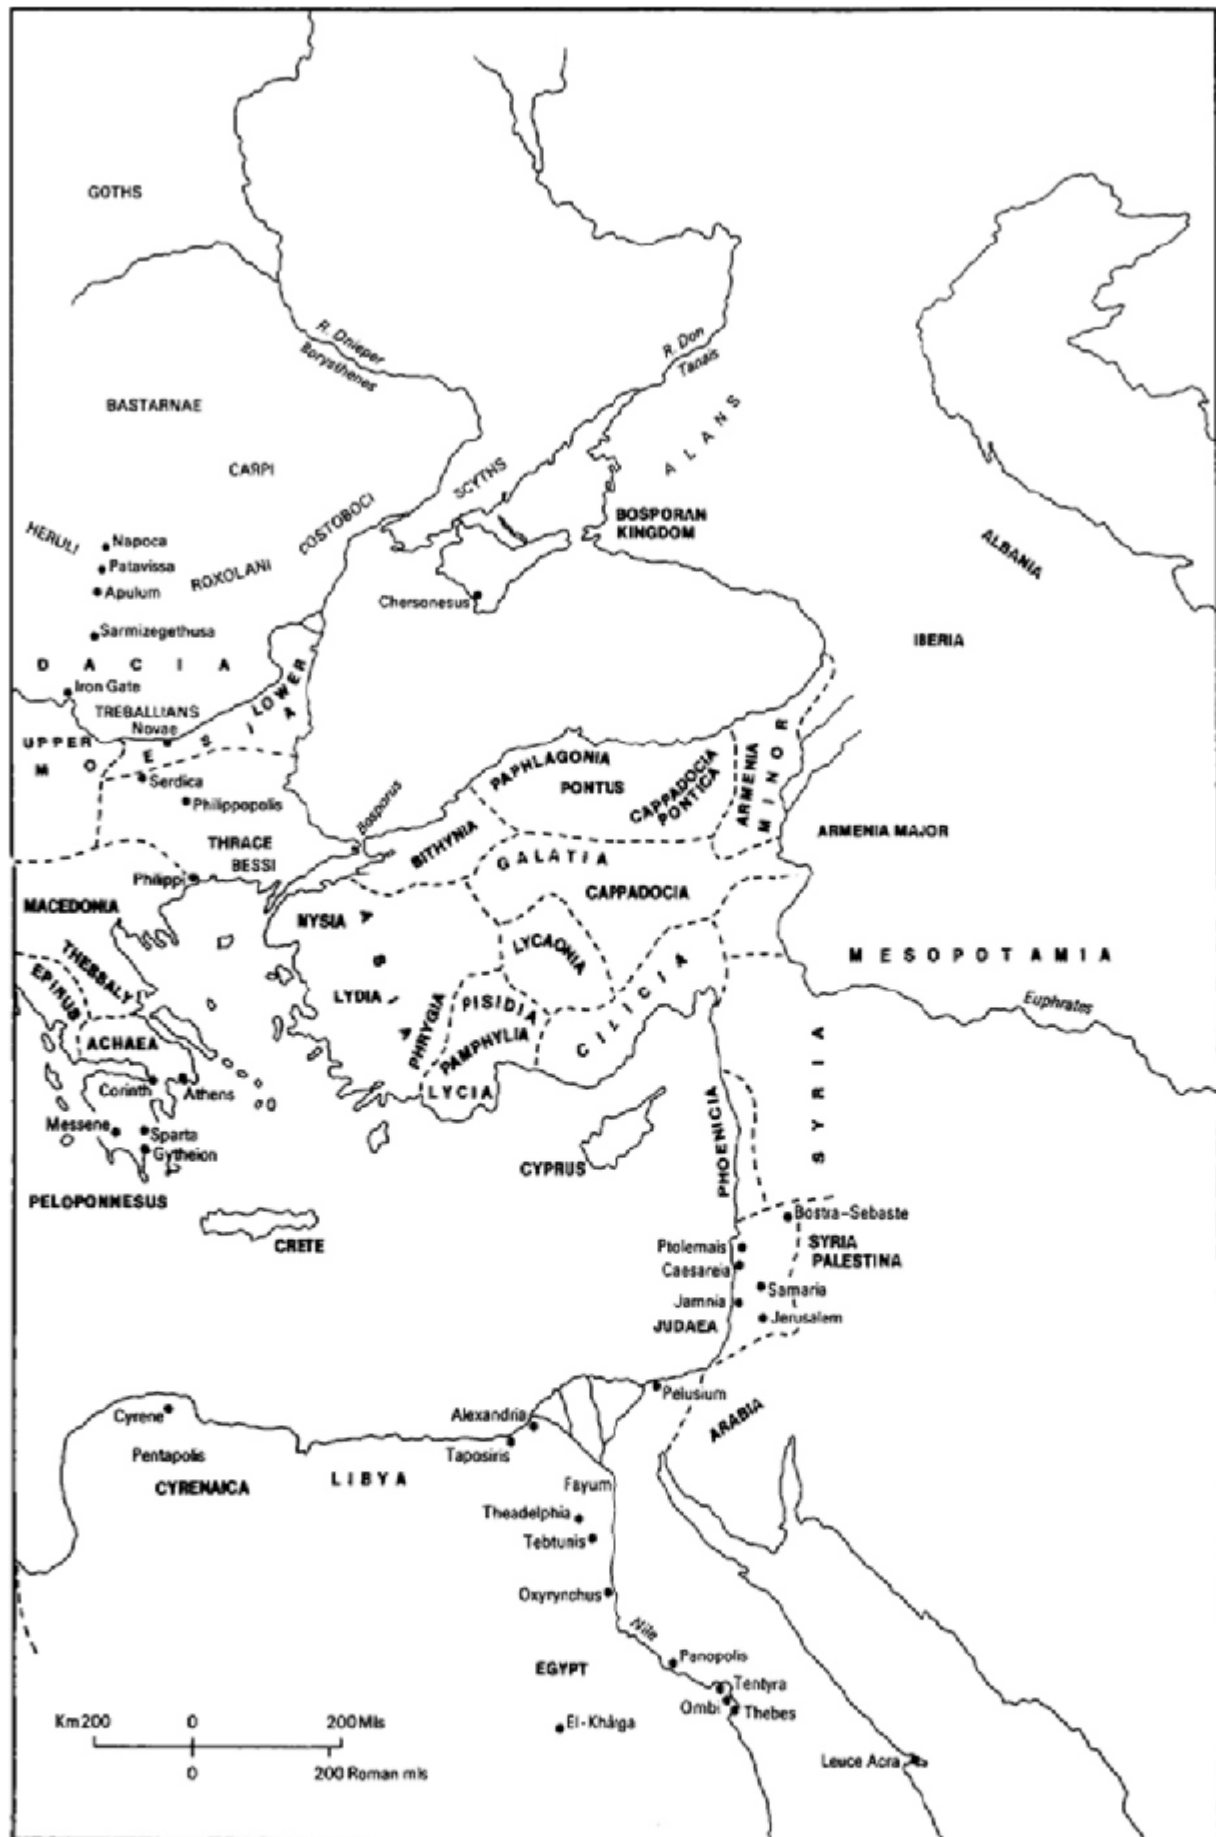 GOTHS
R. Dnieper
Borysthenes
R. Don
Tanais
BASTARNAE
ALANS
CARPI
SCYTHS
COSTOBOCI
BOSPORAN
KINGDOM
HERULI
Napoca
Patavissa
ROXOLANI
Apulum
Chersonesus
ALBANIA
Sarmizegethusa
IBERIA
DACIA
Iron Gate
TREBALLIANS
Novae
LOWER
UPPER
MOESIA
Serdica
Philippopolis
PAPHLAGONIA
PONTUS
CAPPADOCIA
PONTICA
ARMENIA
MINOR
Bosporus
BITHYNIA
ARMENIA MAJOR
THRACE
BESSI
GALATIA
Philippi
CAPPADOCIA
MACEDONIA
NYSIA
ASIA
LYCAONIA
MESOPOTAMIA
THESSALY
EPIRUS
LYDIA
PISIDIA
CILICIA
Euphrates
PHRYGIA
ACHAEA
PAMPHYLIA
SYRIA
Corinth
Athens
LYCIA
PHOENICIA
Messene
Sparta
Gytheion
CYPRUS
PELOPONNESUS
CRETE
Bostra-Sebaste
Ptolemais
SYRIA
PALESTINA
Caesareia
Samaria
Jamnia
Jerusalem
JUDAEA
Pelusium
Cyrene
Alexandria
ARABIA
Pentapolis
Taposiris
CYRENAICA
LIBYA
Fayum
Theadelphia
Tebtunis
Oxyrynchus
Nile
Panopolis
EGYPT
Tentyra
Ombi
Thebes
El-Khârga
Leuce Acra
Km 200 0 200 Mls
0 200 Roman mls